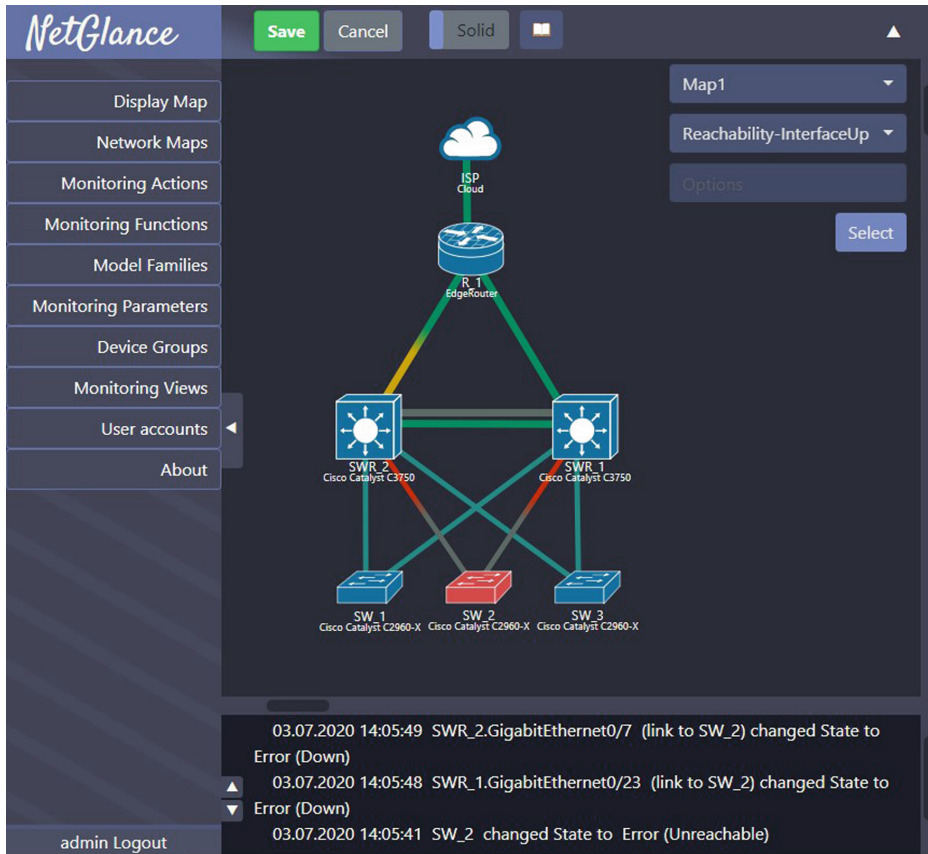 NetGlance
Save
Cancel
Solid
Display Map
Network Maps
Monitoring Actions
Monitoring Functions
Model Families
Monitoring Parameters
Device Groups
Monitoring Views
User accounts
About
admin Logout
Map1
Reachability-InterfaceUp
Options
Select
ISP
Cloud
R_1
EdgeRouter
SWR_2
Cisco Catalyst C3750
SWR_1
Cisco Catalyst C3750
SW_1
Cisco Catalyst C2960-X
SW_2
Cisco Catalyst C2960-X
SW_3
Cisco Catalyst C2960-X
03.07.2020 14:05:49 SWR_2.GigabitEthernet0/7 (link to SW_2) changed State to
Error (Down)
03.07.2020 14:05:48 SWR_1.GigabitEthernet0/23 (link to SW_2) changed State to
Error (Down)
03.07.2020 14:05:41 SW_2 changed State to Error (Unreachable)